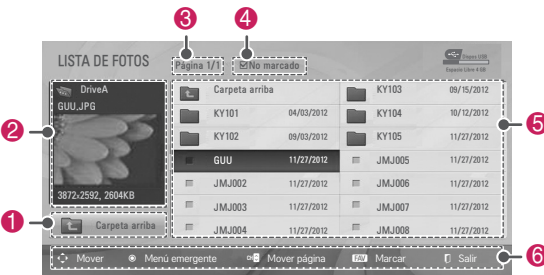 3 4
LISTA DE FOTOS Página 1/1 No marcado Dispos USB
Espacio Libre 4 GB
DriveA
GUU.JPG
3872x2592, 2604KB
Carpeta arriba
2
1
Carpeta arriba
KY101 04/03/2012
KY102 09/03/2012
GUU 11/27/2012
JMJ002 11/27/2012
JMJ003 11/27/2012
JMJ004 11/27/2012
KY103 09/15/2012
KY104 10/12/2012
KY105 11/27/2012
JMJ005 11/27/2012
JMJ006 11/27/2012
JMJ007 11/27/2012
JMJ008 11/27/2012
5
Mover Menú emergente Mover página FAV Marcar Salir
6